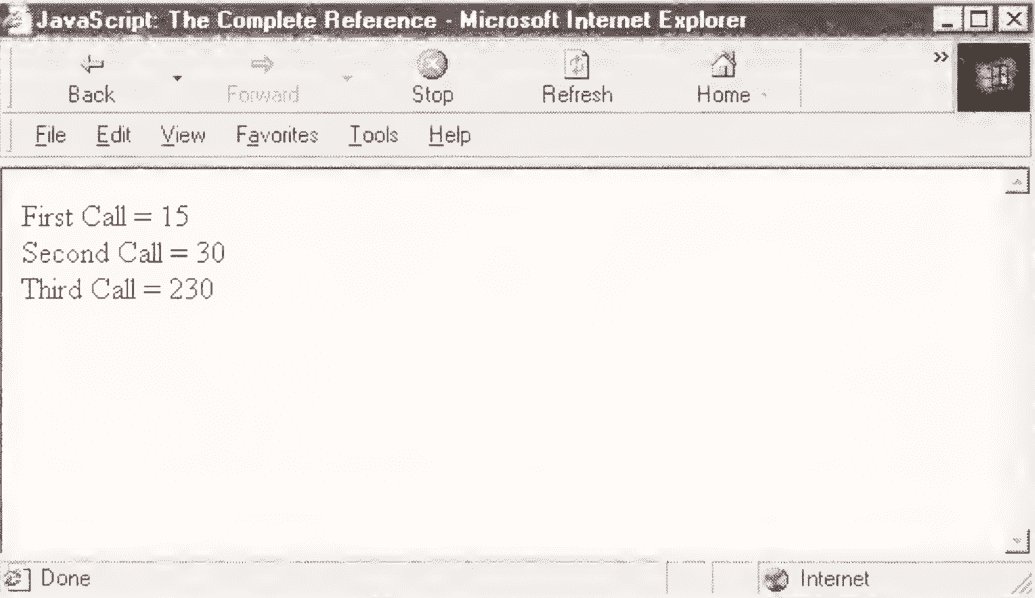 JavaScript: The Complete Reference - Microsoft Internet Explorer
Back Forward Stop Refresh Home »
File Edit View Favorites Tools Help
First Call = 15
Second Call = 30
Third Call = 230
Done Internet